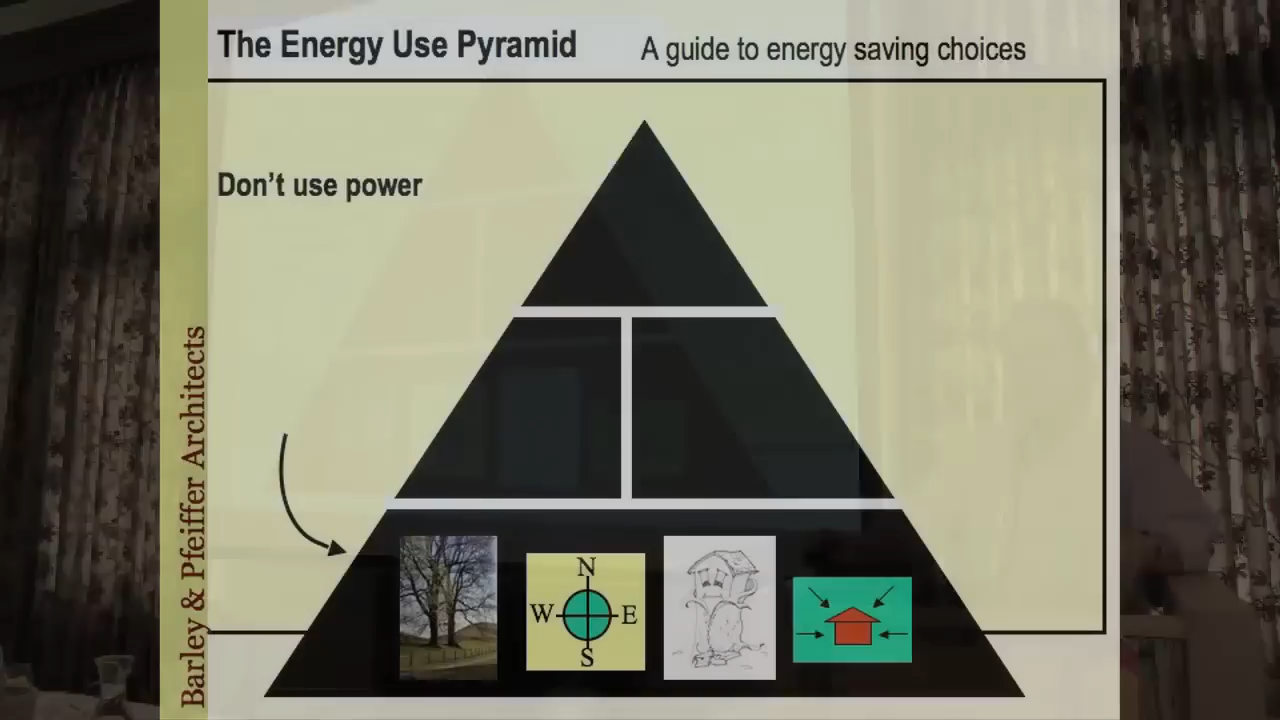 The Energy Use Pyramid
A guide to energy saving choices
Don't use power
Barley & Pfeiffer Architects
N
W
E
S